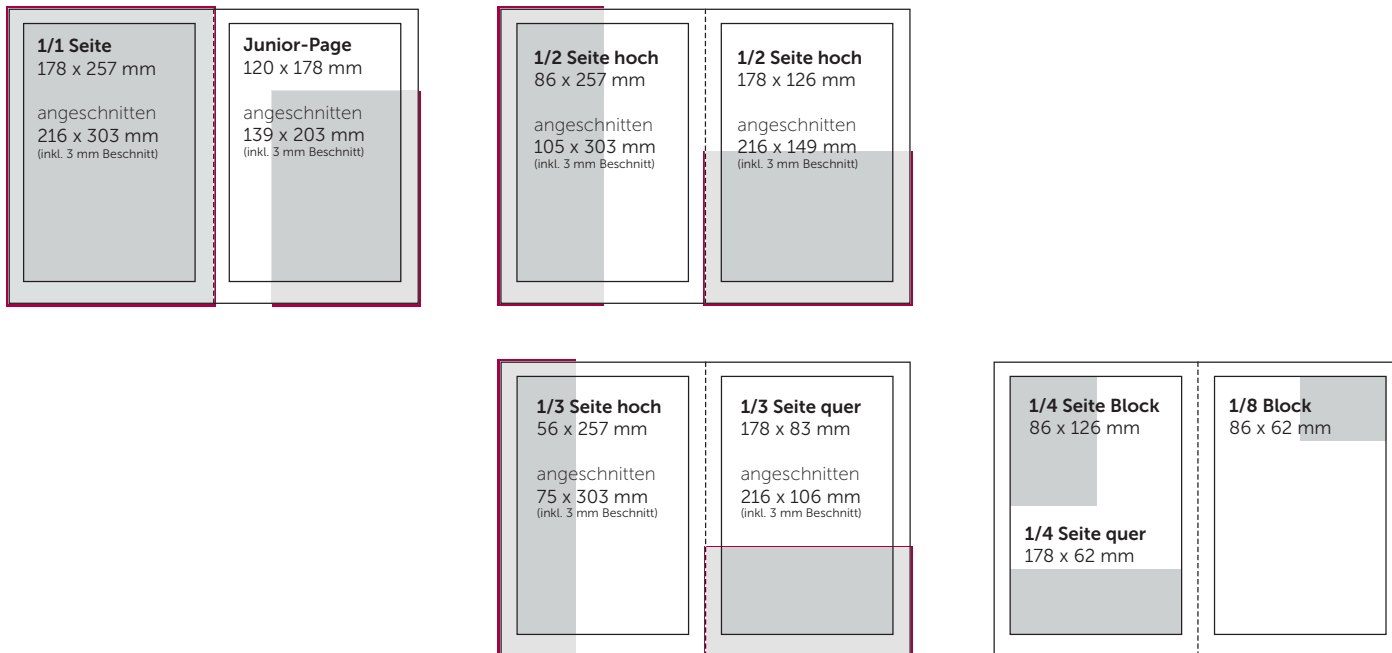 1/1 Seite
178 x 257 mm
angeschnitten
216 x 303 mm
(inkl. 3 mm Beschnitt)
Junior-Page
120 x 178 mm
angeschnitten
139 x 203 mm
(inkl. 3 mm Beschnitt)
1/2 Seite hoch
86 x 257 mm
angeschnitten
105 x 303 mm
(inkl. 3 mm Beschnitt)
1/2 Seite hoch
178 x 126 mm
angeschnitten
216 x 149 mm
(inkl. 3 mm Beschnitt)
1/3 Seite hoch
56 x 257 mm
angeschnitten
75 x 303 mm
(inkl. 3 mm Beschnitt)
1/3 Seite quer
178 x 83 mm
angeschnitten
216 x 106 mm
(inkl. 3 mm Beschnitt)
1/4 Seite Block
86 x 126 mm
1/4 Seite quer
178 x 62 mm
1/8 Block
86 x 62 mm